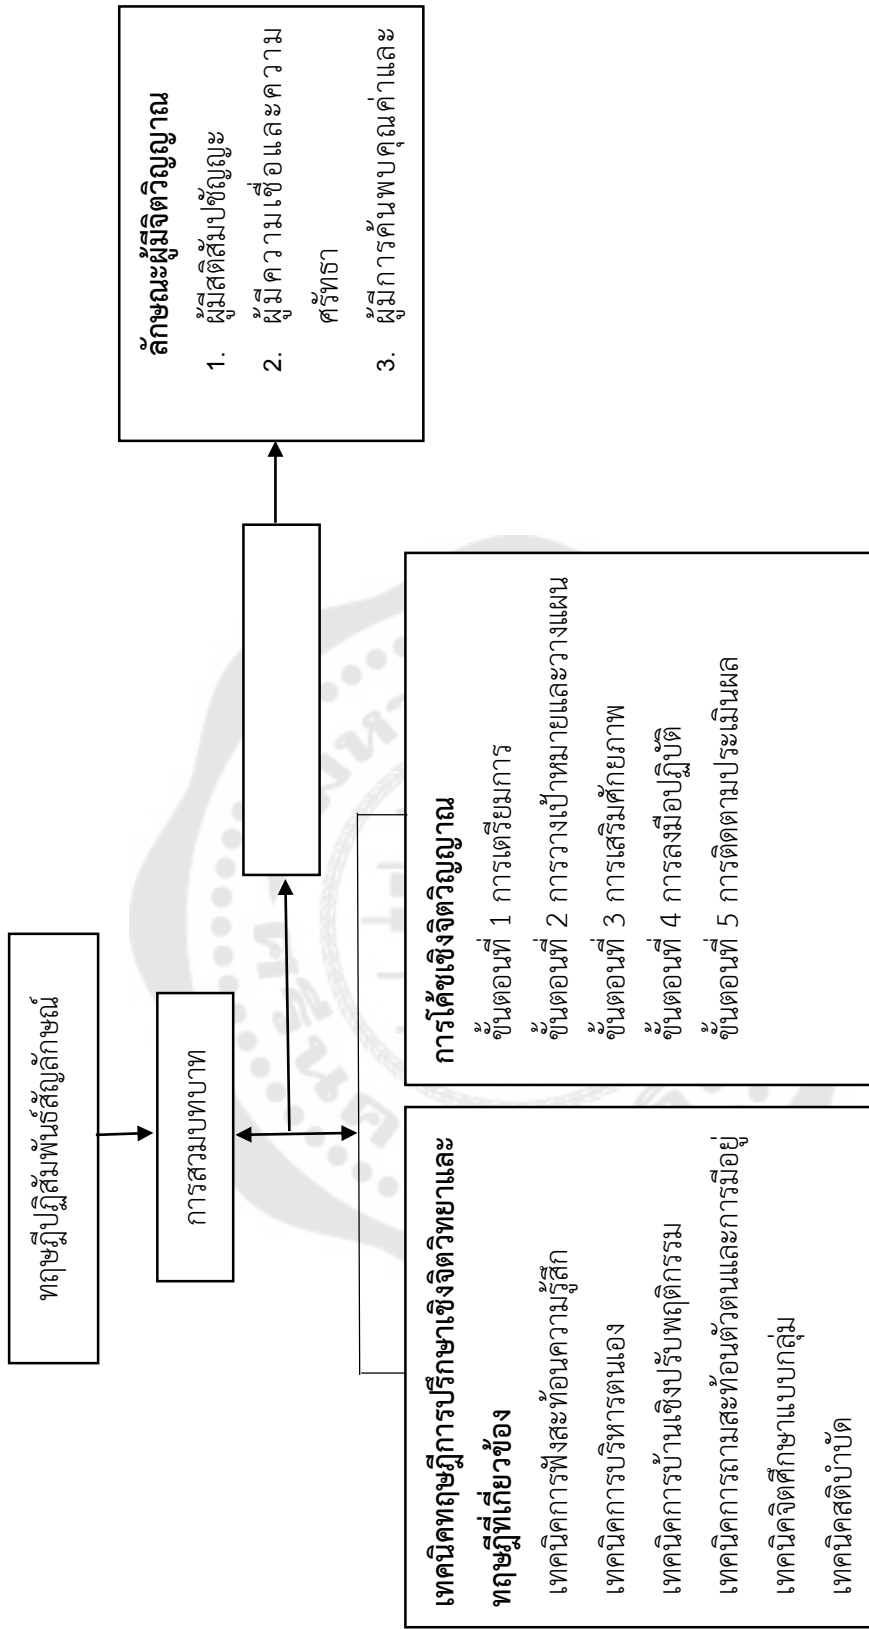 ทฤษฎีปฏิสัมพันธ์สัญลักษณ์
การสวมบทบาท
เทคนิคทฤษฎีการปรึกษาเชิงจิตวิทยาและ
ทฤษฎีที่เกี่ยวข้อง
เทคนิคการฟังสะท้อนความรู้สึก
เทคนิคการบริหารตนเอง
เทคนิคการบ้านเชิงปรับพฤติกรรม
เทคนิคการถามสะท้อนตัวตนและการมีอยู่
เทคนิคจิตศึกษาแบบกลุ่ม
เทคนิคสติบำบัด
การโค้ชเชิงจิตวิญญาณ
ขั้นตอนที่ 1 การเตรียมการ
ขั้นตอนที่ 2 การวางเป้าหมายและวางแผน
ขั้นตอนที่ 3 การเสริมศักยภาพ
ขั้นตอนที่ 4 การลงมือปฏิบัติ
ขั้นตอนที่ 5 การติดตามประเมินผล
ลักษณะผู้มีจิตวิญญาณ
1. ผู้มีสติสัมปชัญญะ
2. ผู้มีความเชื่อและความ
ศรัทธา
3. ผู้มีการค้นพบคุณค่าและ